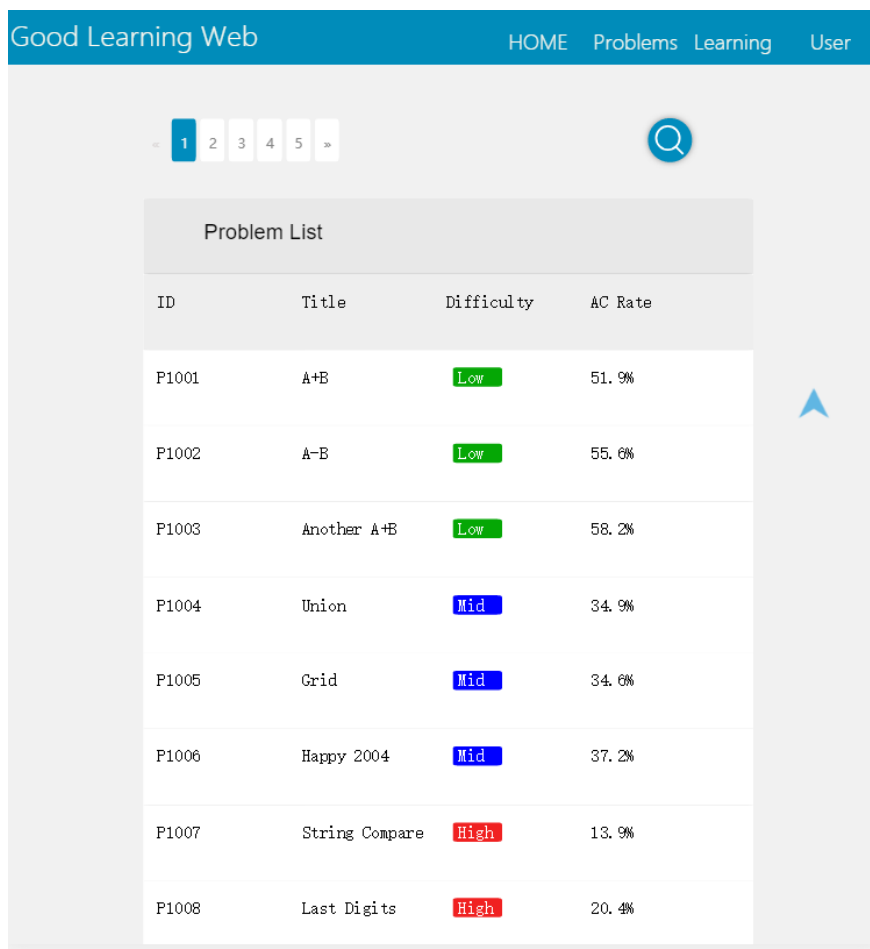 Good Learning Web HOME Problems Learning User
« 1 2 3 4 5 »
Problem List
ID Title Difficulty AC Rate
P1001 A+B Low 51.9%
P1002 A-B Low 55.6%
P1003 Another A+B Low 58.2%
P1004 Union Mid 34.9%
P1005 Grid Mid 34.6%
P1006 Happy 2004 Mid 37.2%
P1007 String Compare High 13.9%
P1008 Last Digits High 20.4%